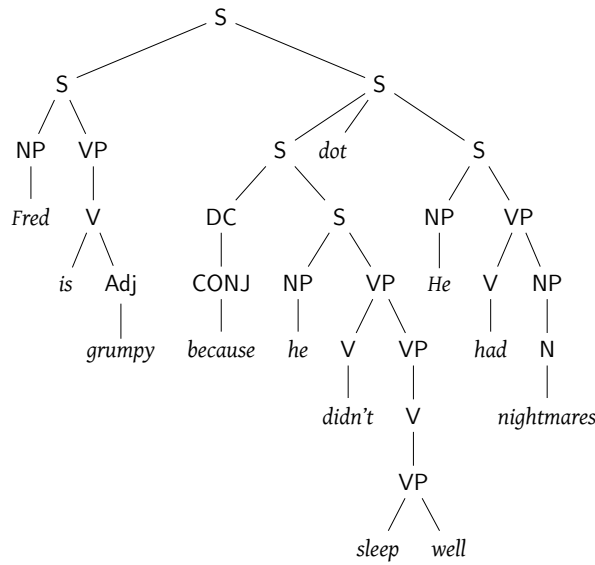 S
S S
NP VP S dot S
Fred V DC S NP VP
is Adj CONJ NP VP He V NP
grumpy because he V VP had N
didn't V nightmares
VP
sleep well